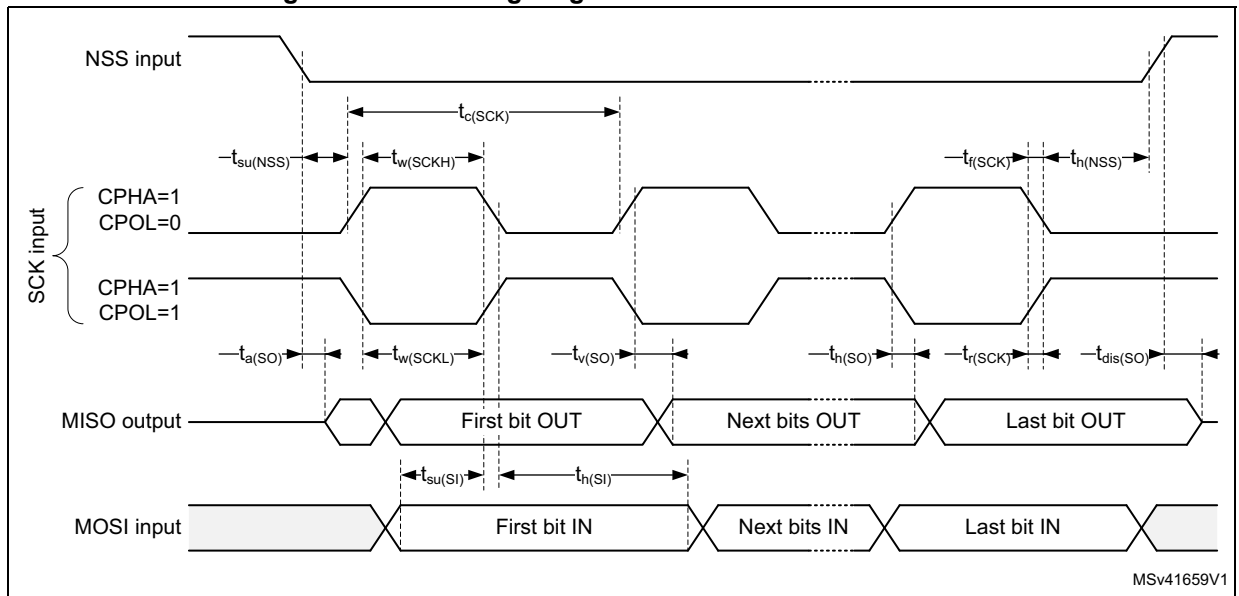 NSS input
tc(SCK)
tsu(NSS) tw(SCKH) tf(SCK) th(NSS)
SCK input
CPHA=1
CPOL=0
CPHA=1
CPOL=1
ta(SO) tw(SCKL) tv(SO) th(SO) tr(SCK) tdis(SO)
MISO output First bit OUT Next bits OUT Last bit OUT
tsu(SI) th(SI)
MOSI input First bit IN Next bits IN Last bit IN
MSv41659V1